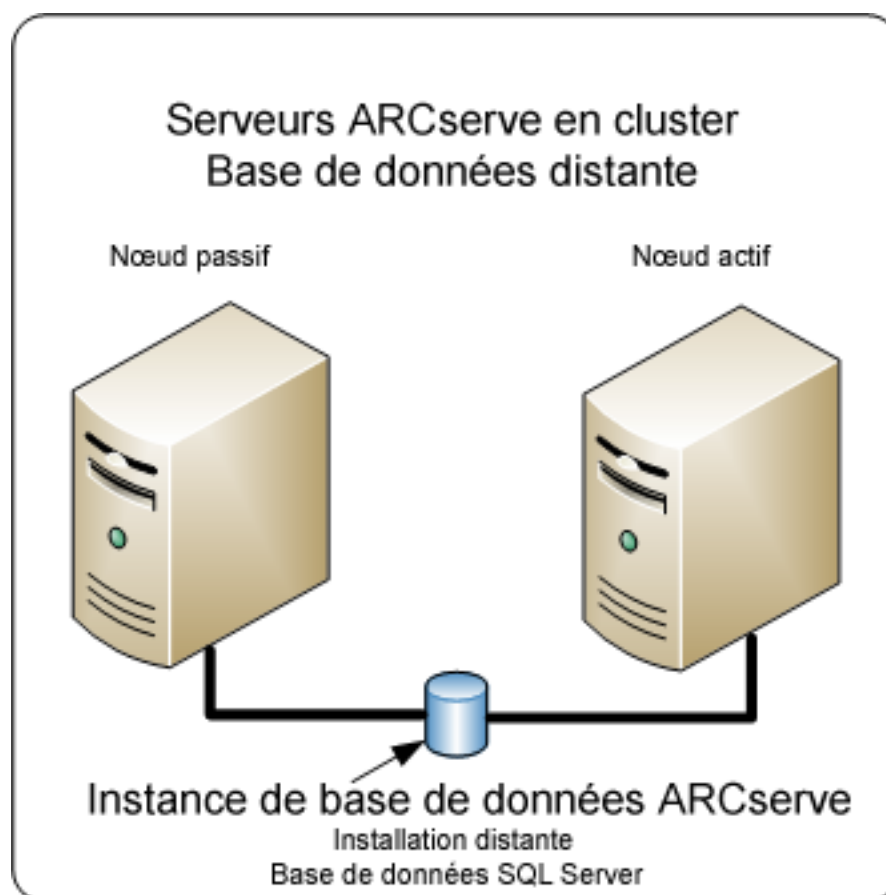 Serveurs ARCserve en cluster
Base de données distante
Nœud passif
Nœud actif
Instance de base de données ARCserve
Installation distante
Base de données SQL Server